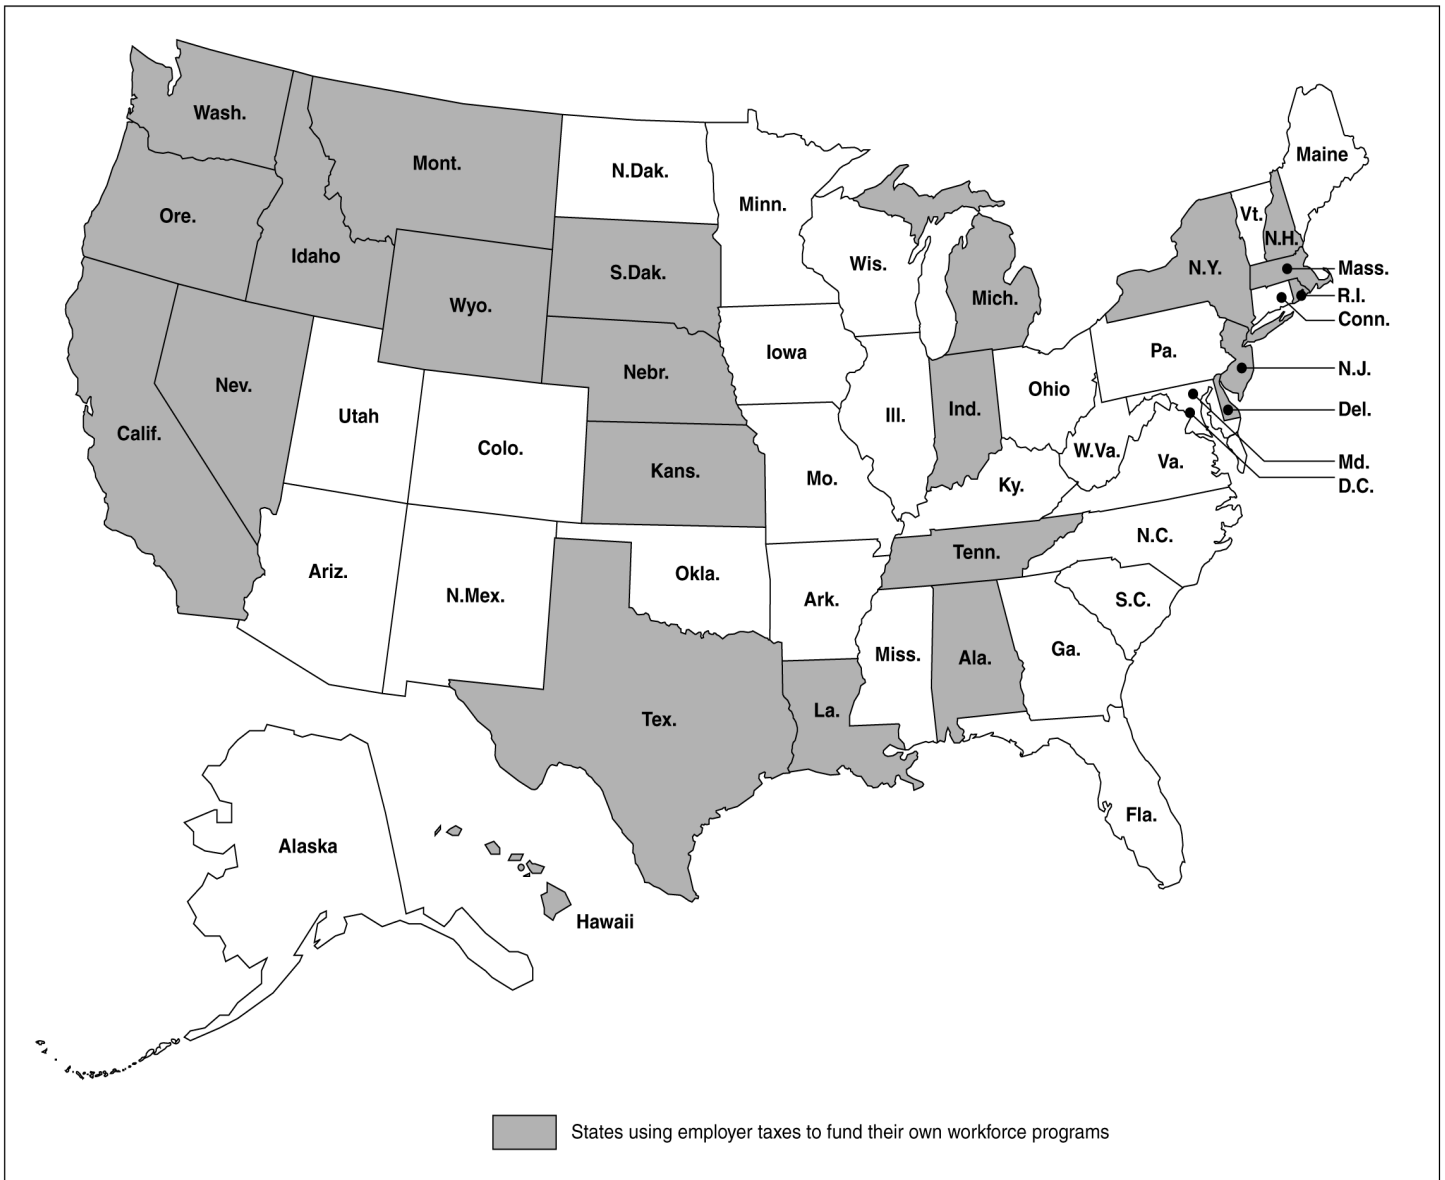 Wash.
Mont.
N.Dak.
Minn.
Maine
Ore.
Idaho
S.Dak.
Wis.
Vt.
N.H.
N.Y.
Mass.
R.I.
Conn.
Wyo.
Mich.
Iowa
Pa.
N.J.
Nev.
Nebr.
Ohio
Utah
Ill.
Ind.
Del.
Calif.
Colo.
Kans.
Mo.
W.Va.
Va.
Md.
D.C.
Ky.
Ariz.
N.Mex.
Okla.
Ark.
Tenn.
N.C.
S.C.
Miss.
Ala.
Ga.
Tex.
La.
Fla.
Alaska
Hawaii
States using employer taxes to fund their own workforce programs